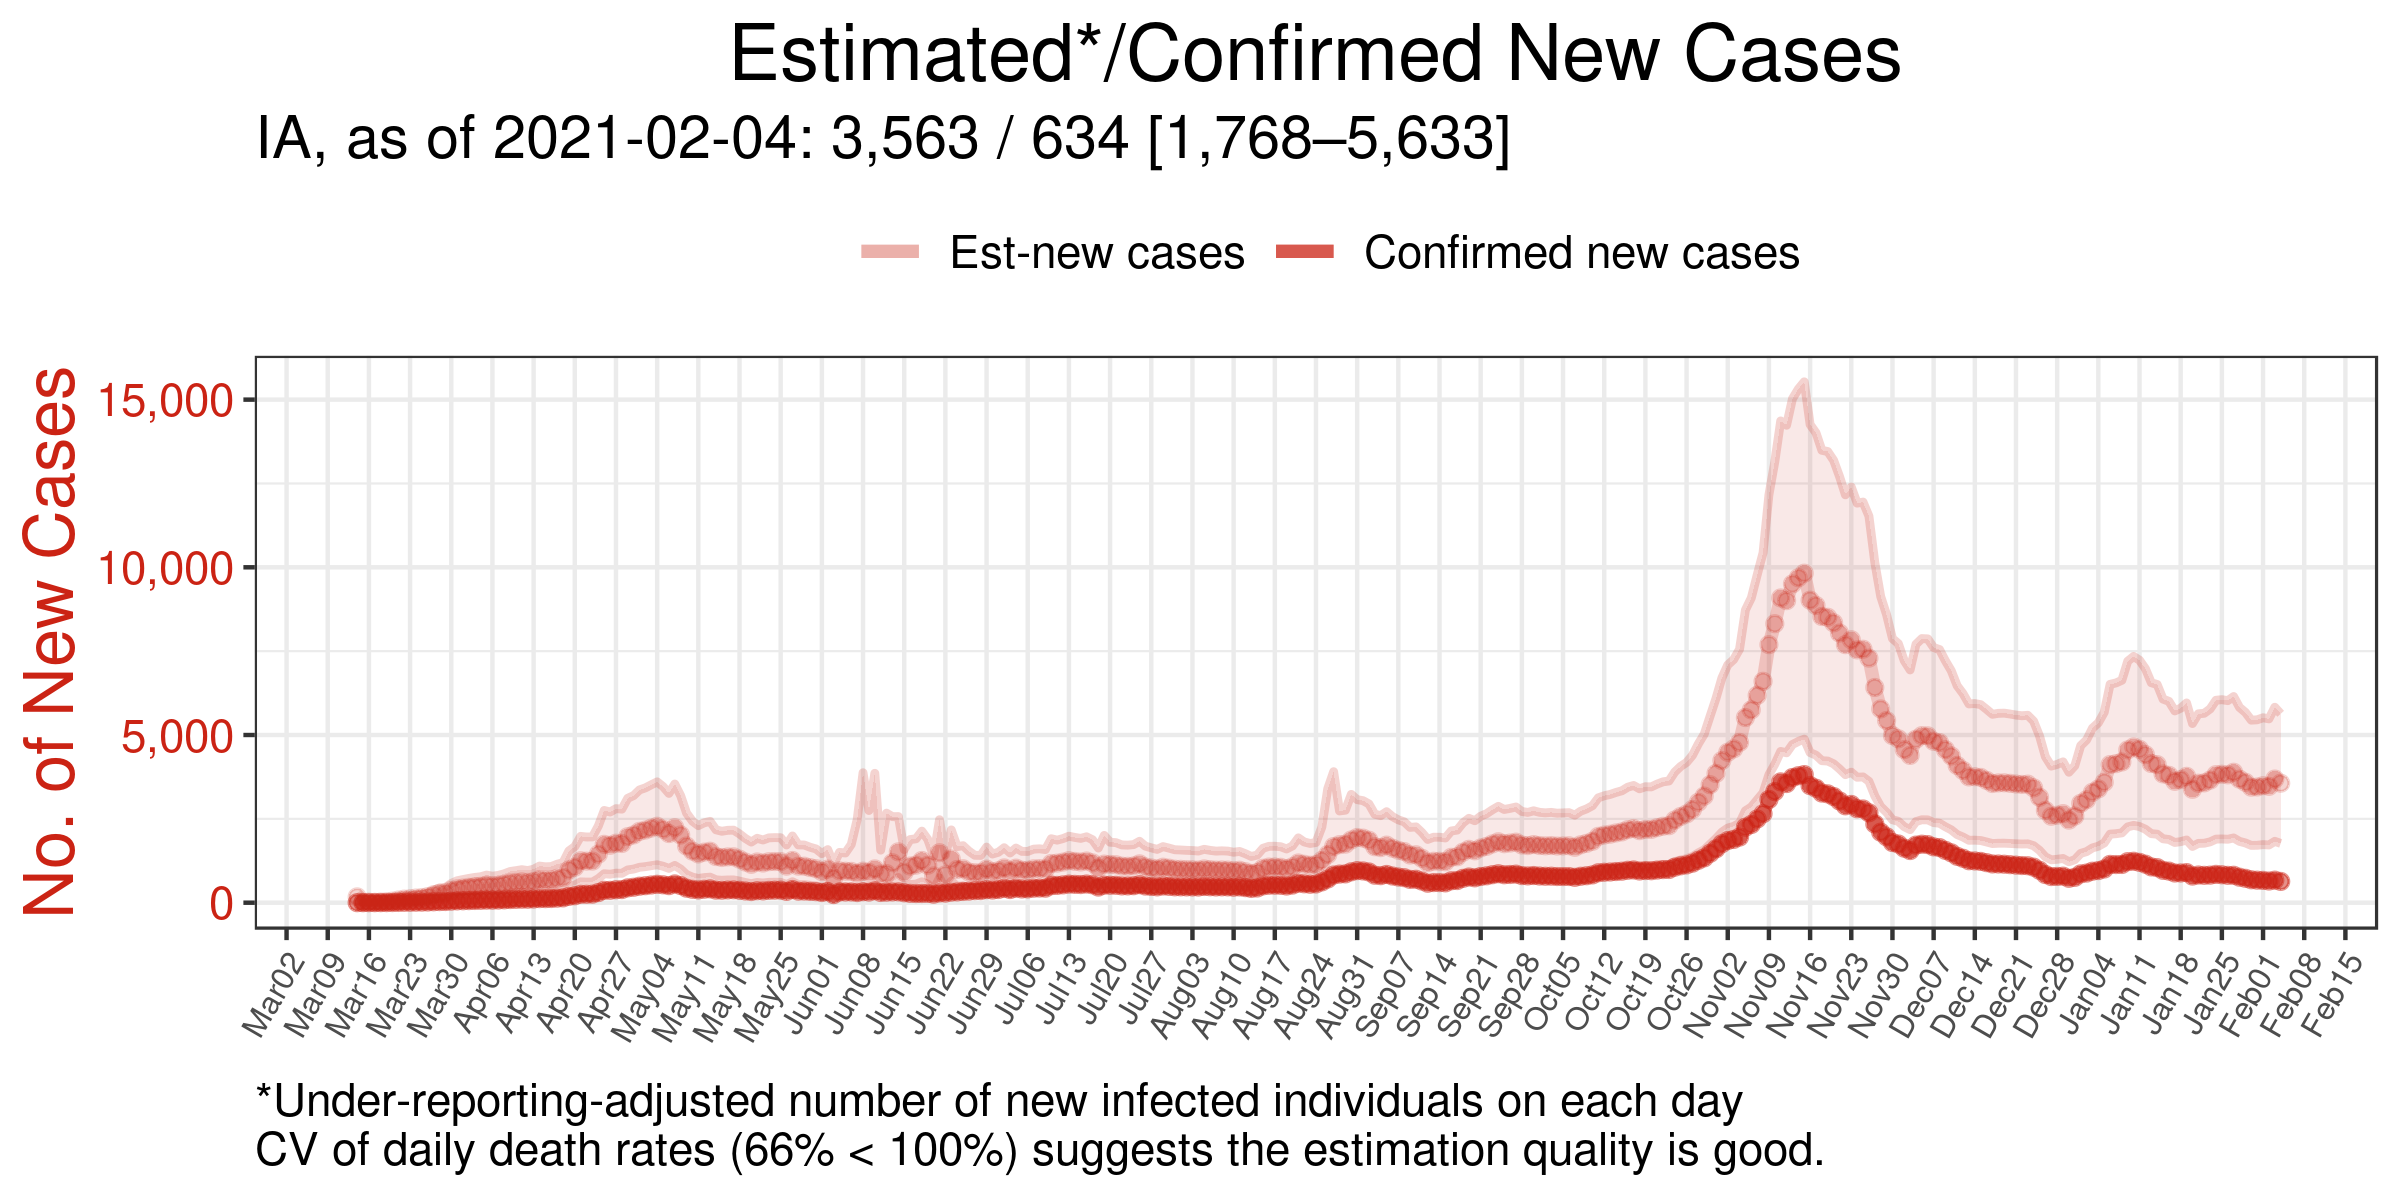 Estimated*/Confirmed New Cases
IA, as of 2021-02-04: 3,563 / 634 [1,768–5,633]
Est-new cases
Confirmed new cases
No. of New Cases
15,000
10,000
5,000
0
Mar02
Mar09
Mar16
Mar23
Mar30
Apr06
Apr13
Apr20
Apr27
May04
May11
May18
May25
Jun01
Jun08
Jun15
Jun22
Jun29
Jul06
Jul13
Jul20
Jul27
Aug03
Aug10
Aug17
Aug24
Aug31
Sep07
Sep14
Sep21
Sep28
Oct05
Oct12
Oct19
Oct26
Nov02
Nov09
Nov16
Nov23
Nov30
Dec07
Dec14
Dec21
Dec28
Jan04
Jan11
Jan18
Jan25
Feb01
Feb08
Feb15
*Under-reporting-adjusted number of new infected individuals on each day
CV of daily death rates (66% < 100%) suggests the estimation quality is good.